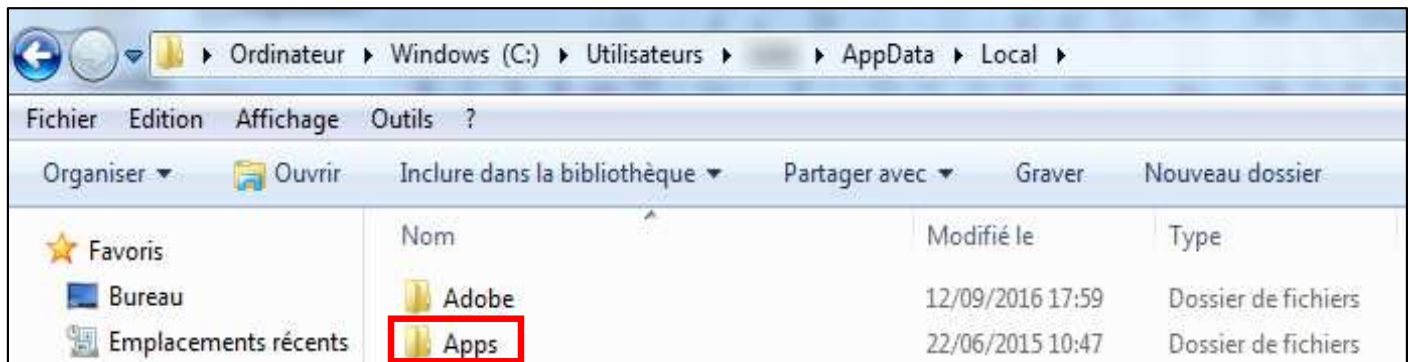 Ordinateur Windows (C:) Utilisateurs AppData Local
Fichier Edition Affichage Outils ?
Organiser Ouvrir Inclure dans la bibliothèque Partager avec Graver Nouveau dossier
Favoris
Bureau
Emplacements récents
Nom Modifié le Type
Adobe 12/09/2016 17:59 Dossier de fichiers
Apps 22/06/2015 10:47 Dossier de fichiers